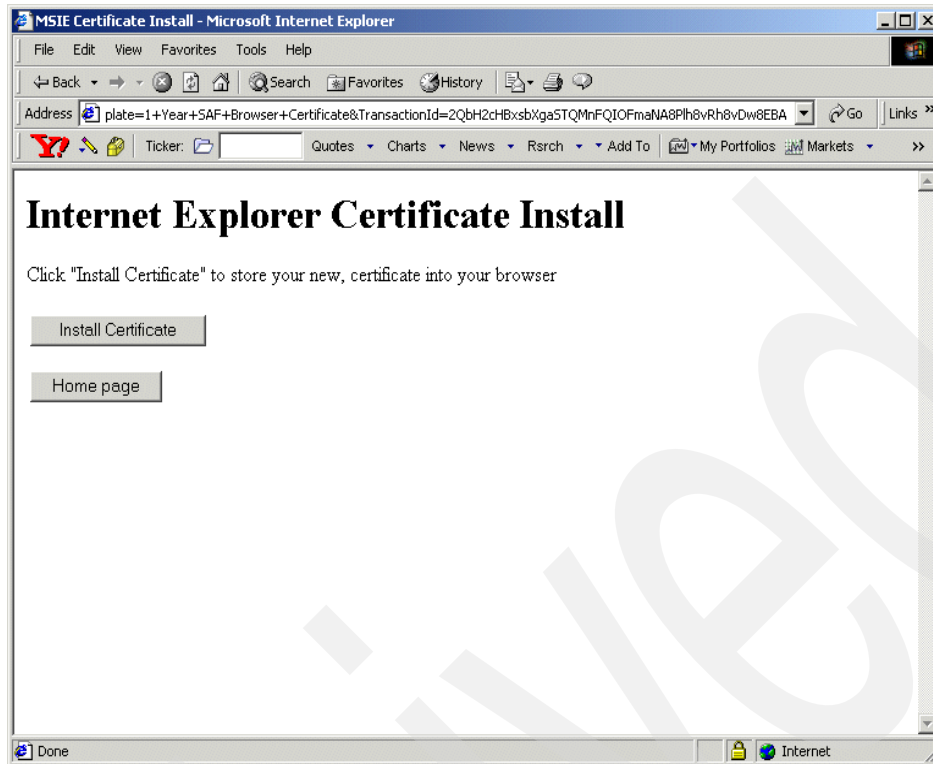 MSIE Certificate Install - Microsoft Internet Explorer
File Edit View Favorites Tools Help
Back Search Favorites History
Address plate=1+Year+SAF+Browser+Certificate&TransactionId=2QbH2cHBxsbXgaSTQMnFQIOFmaNA8Plh8vRh8vDw8EBA Go Links »
Y! Ticker: Quotes Charts News Rsrch Add To My Portfolios Markets »
Internet Explorer Certificate Install
Click "Install Certificate" to store your new, certificate into your browser
Install Certificate
Home page
Done Internet